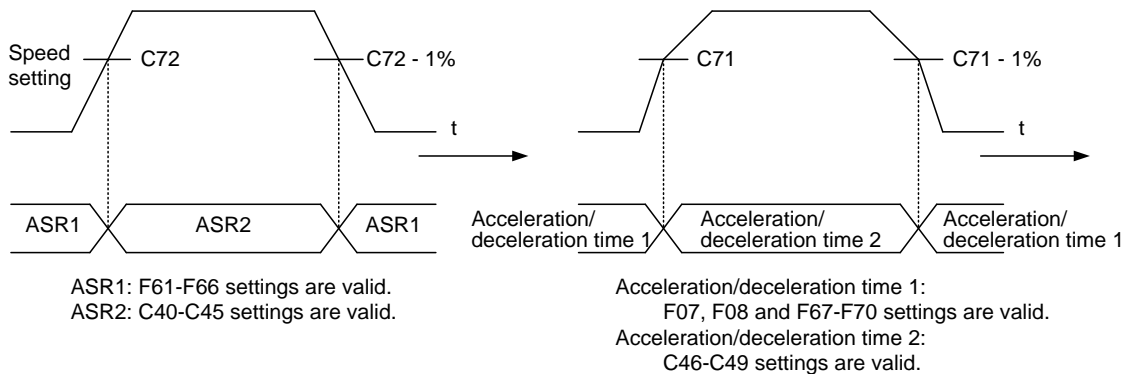 Speed
setting
C72
C72 - 1%
t
ASR1
ASR2
ASR1
ASR1: F61-F66 settings are valid.
ASR2: C40-C45 settings are valid.
C71
C71 - 1%
t
Acceleration/
deceleration time 1
Acceleration/
deceleration time 2
Acceleration/
deceleration time 1
Acceleration/deceleration time 1:
F07, F08 and F67-F70 settings are valid.
Acceleration/deceleration time 2:
C46-C49 settings are valid.